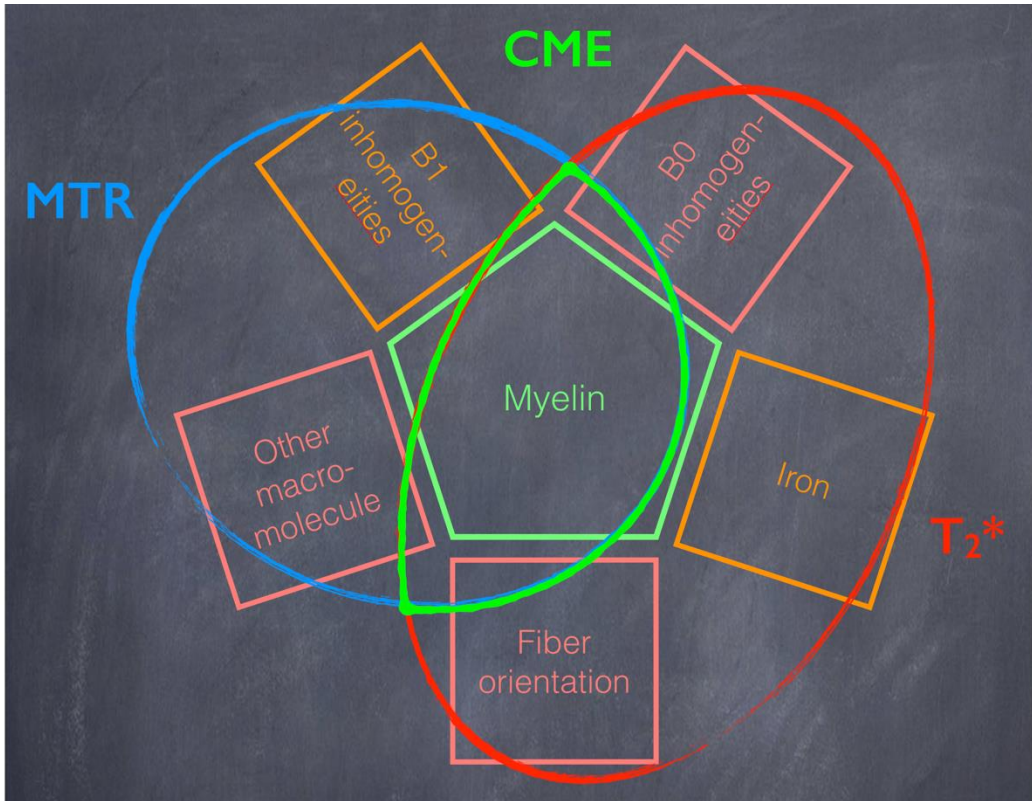 CME
MTR
B1
inhomogen-
eities
B0
inhomogen-
eities
Myelin
Other
macro-
molecule
Iron
T₂*
Fiber
orientation